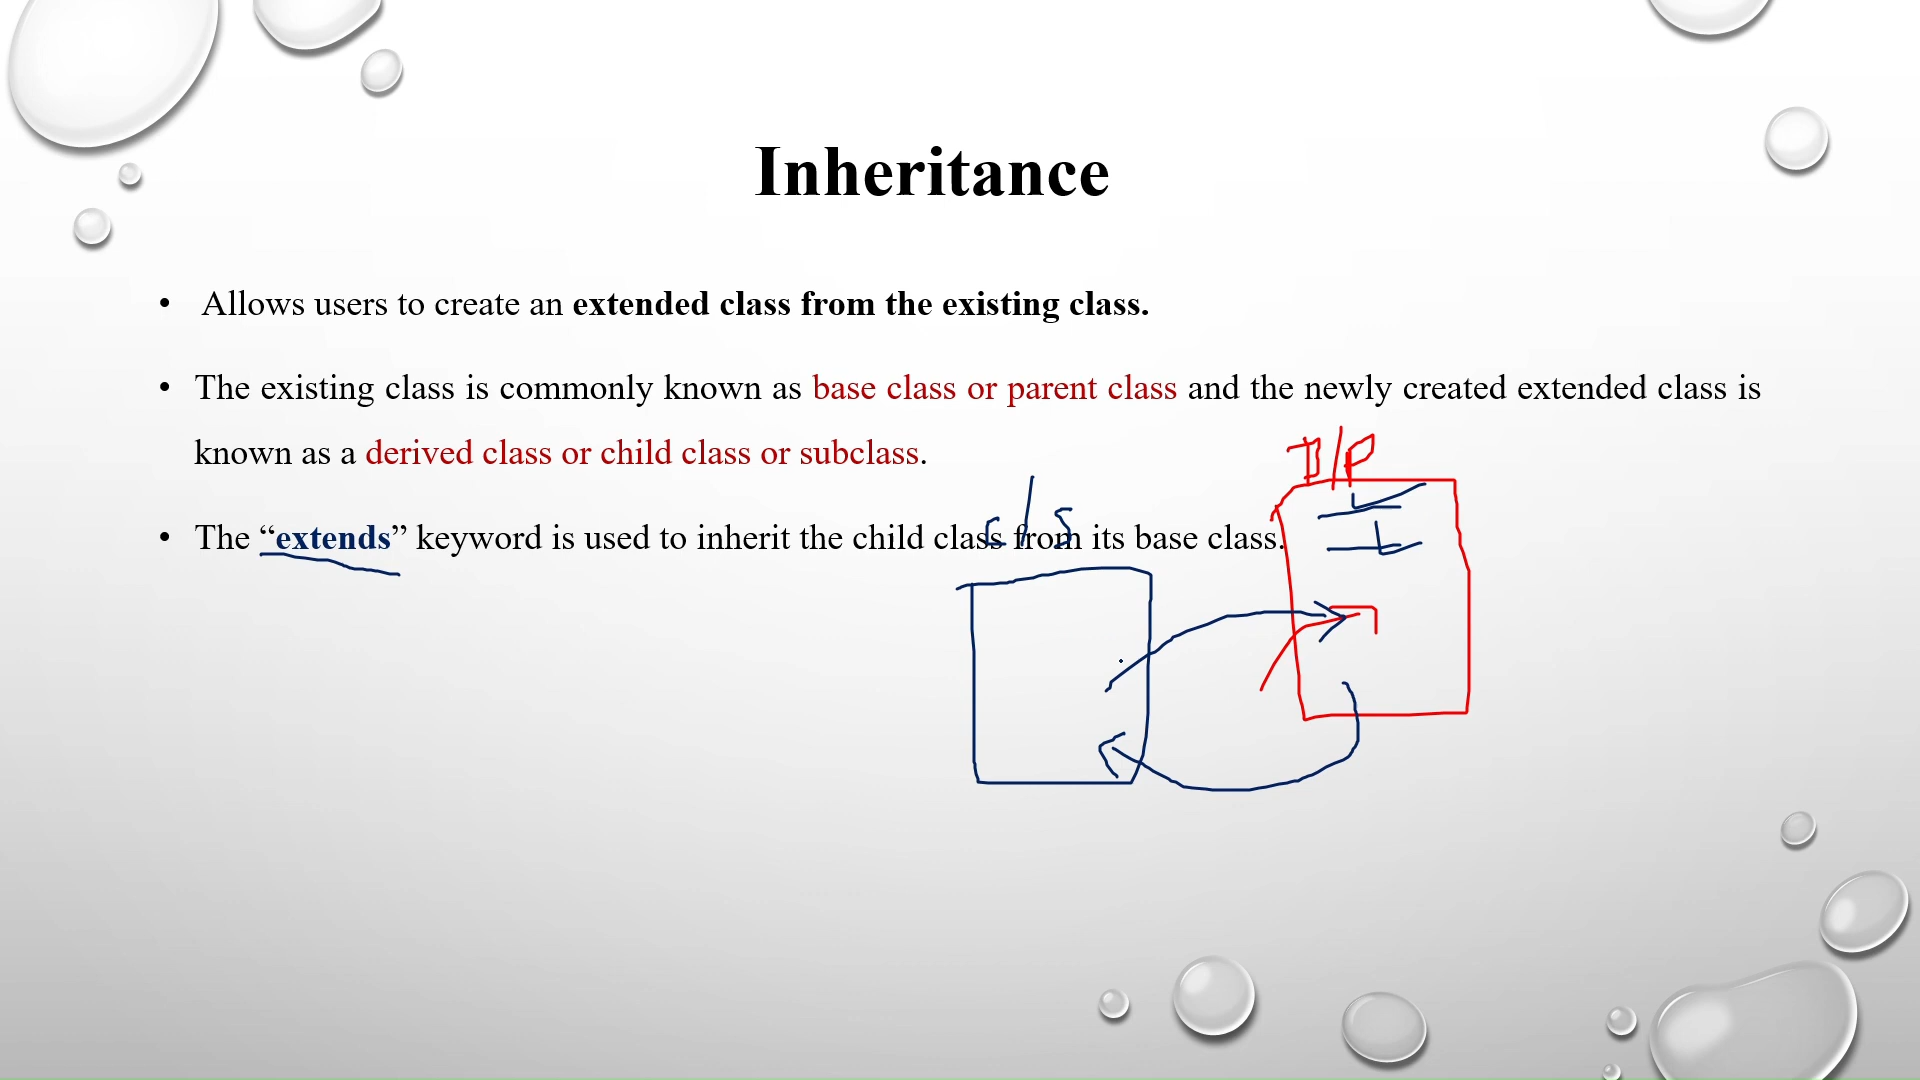 Inheritance
• Allows users to create an extended class from the existing class.
• The existing class is commonly known as base class or parent class and the newly created extended class is
known as a derived class or child class or subclass.
C/S
• The “extends” keyword is used to inherit the child class from its base class.